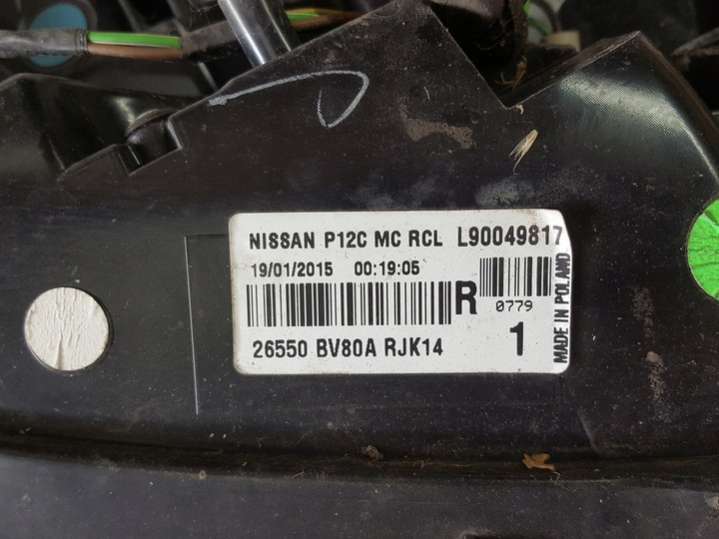 NISSAN P12C MC RCL L90049817
19/01/2015 00:19:05
R
0779
26550 BV80A RJK14
1
MADE IN POLAND